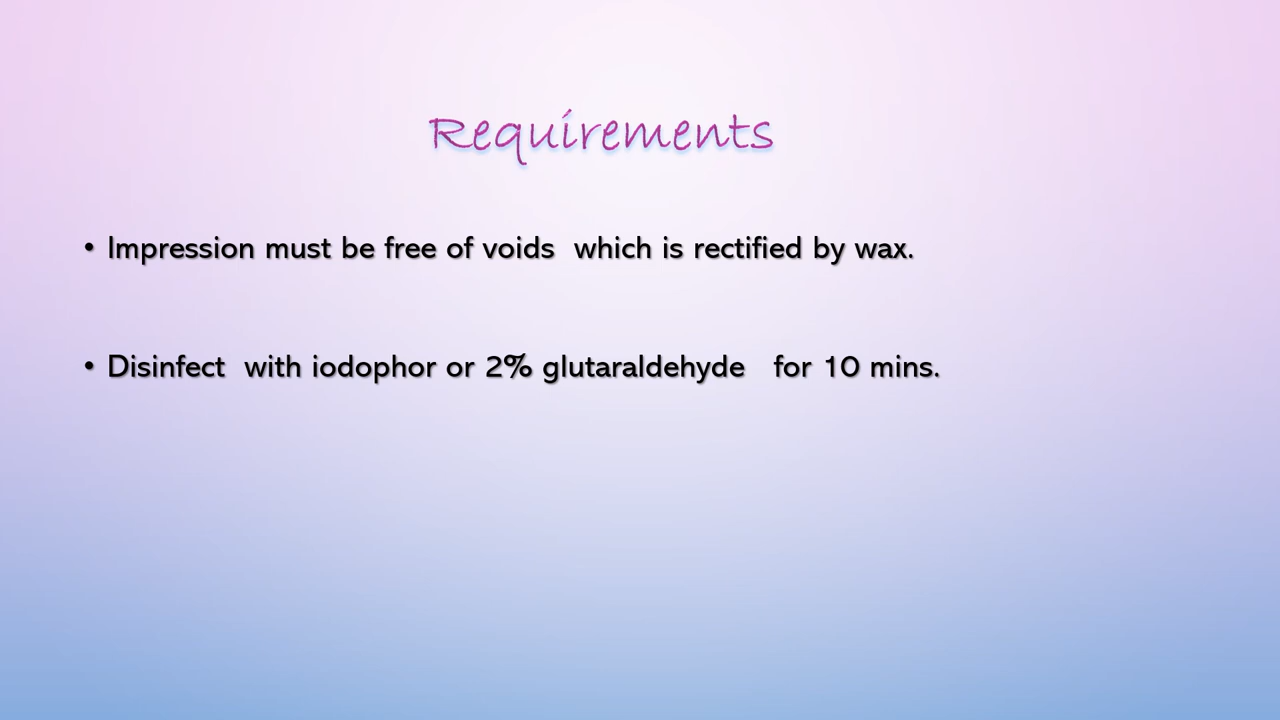 Requirements
• Impression must be free of voids  which is rectified by wax.
• Disinfect  with iodophor or 2% glutaraldehyde   for 10 mins.